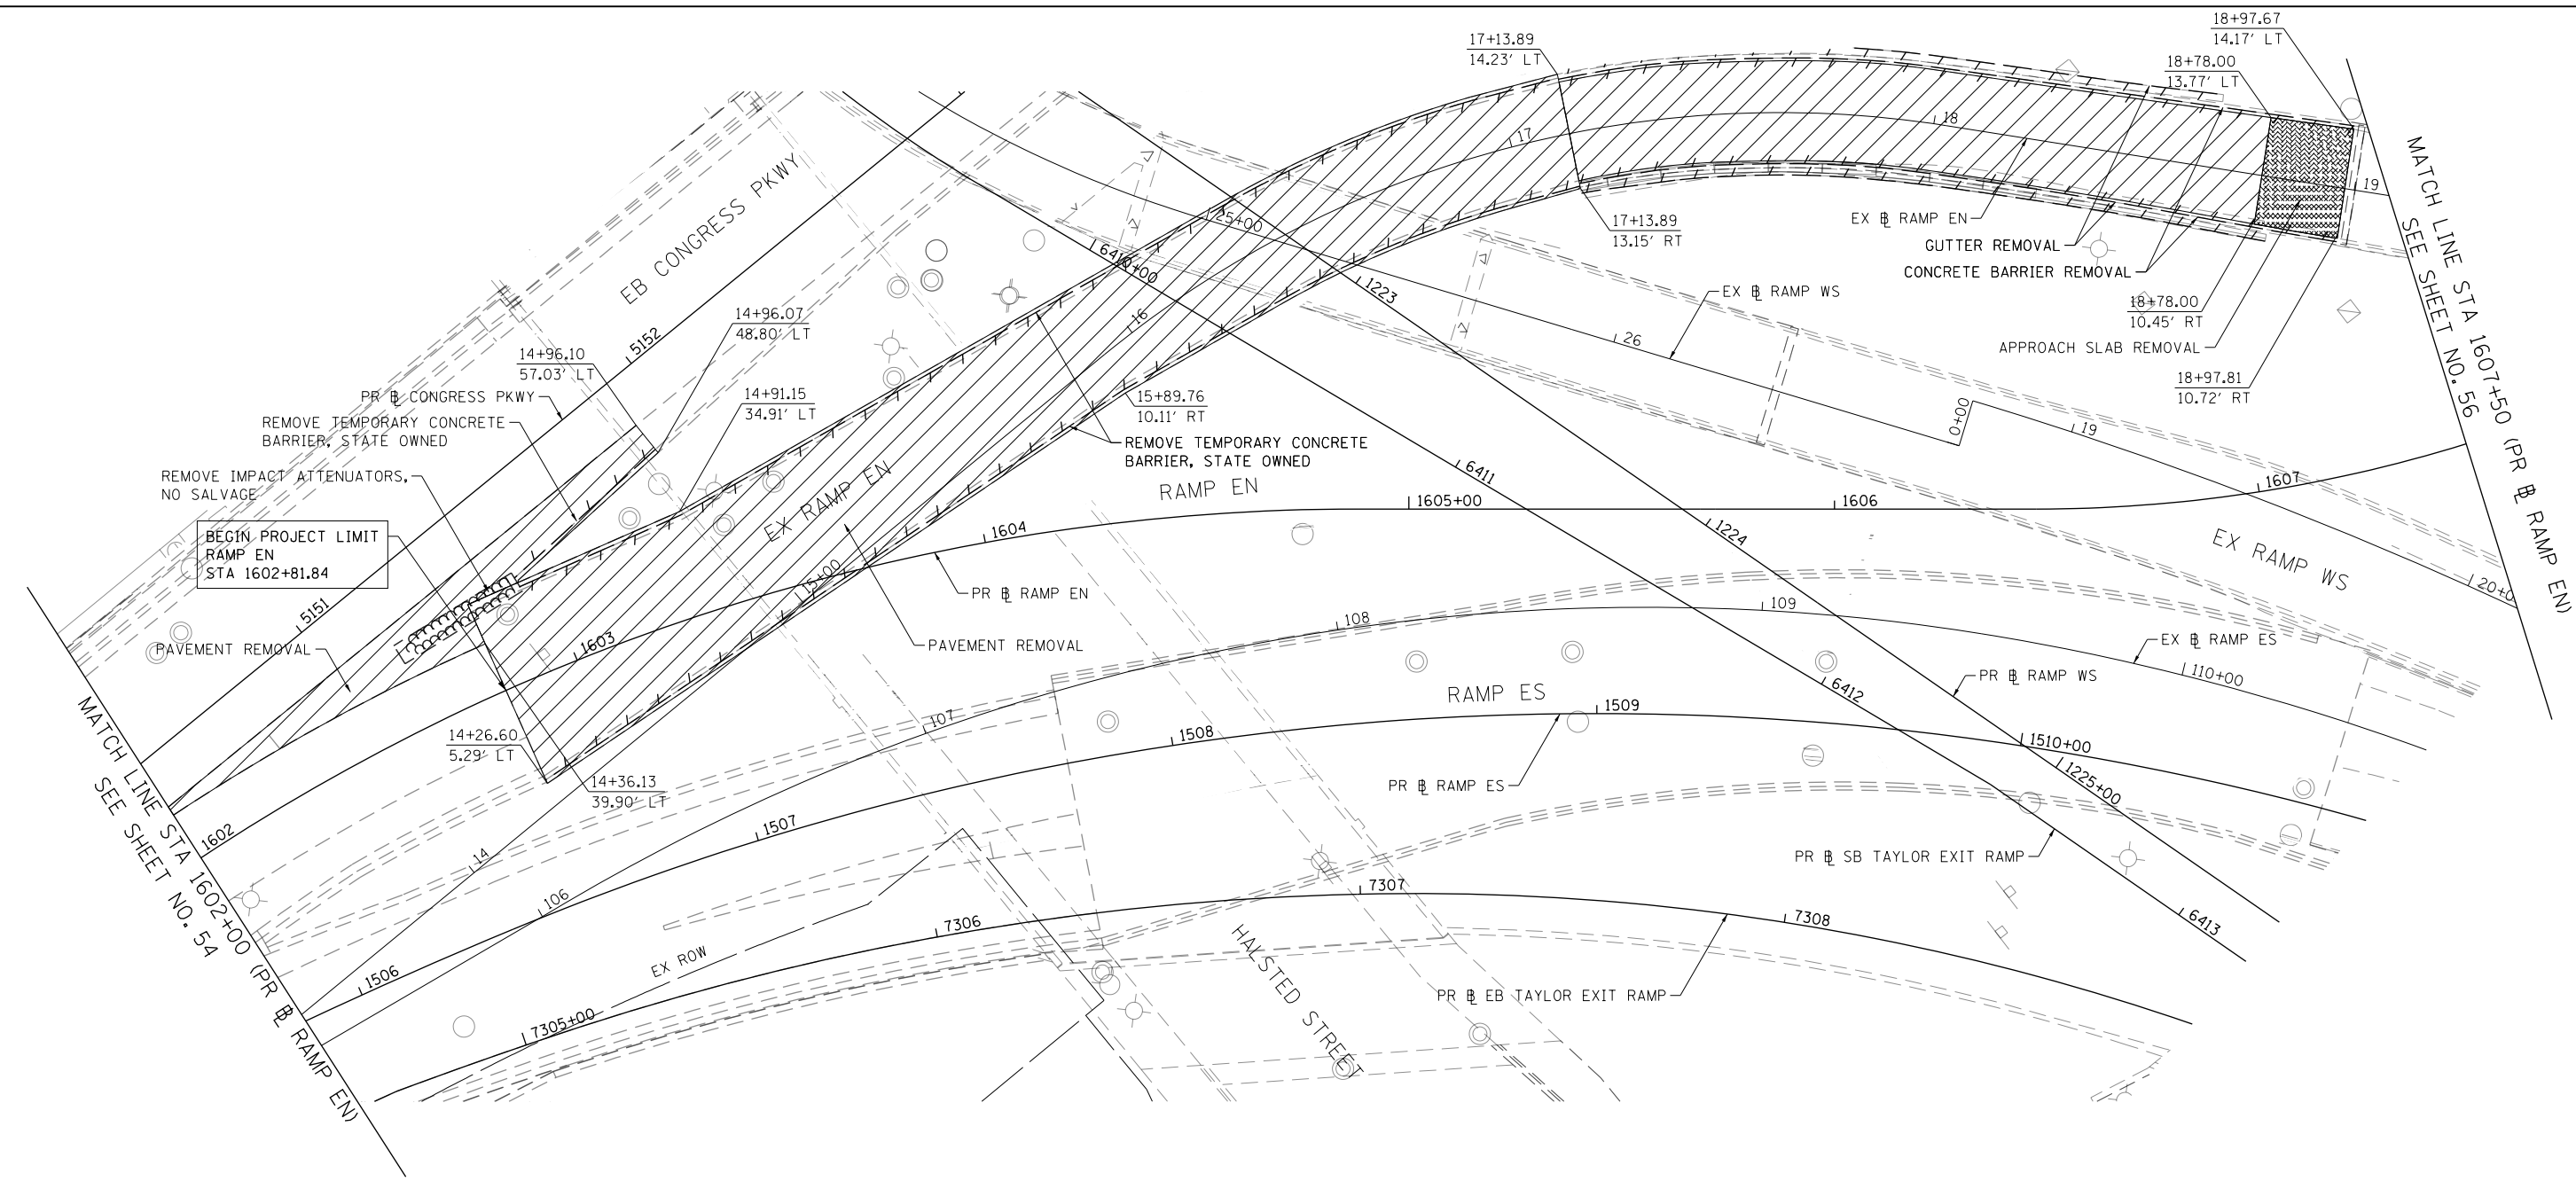 18+97.67
14.17' LT
17+13.89
14.23' LT
18+78.00
13.77' LT
MATCH LINE STA 1607+50 (PR ⅊ RAMP EN)
SEE SHEET NO. 56
17
18
19
EB CONGRESS PKWY
25+00
6410+00
1223
17+13.89
13.15' RT
EX ⅊ RAMP EN
GUTTER REMOVAL
CONCRETE BARRIER REMOVAL
EX ⅊ RAMP WS
18+78.00
10.45' RT
14+96.07
48.80' LT
16
26
APPROACH SLAB REMOVAL
5152
14+96.10
57.03' LT
18+97.81
10.72' RT
PR ⅊ CONGRESS PKWY
14+91.15
34.91' LT
15+89.76
10.11' RT
0+00
19
REMOVE TEMPORARY CONCRETE
BARRIER, STATE OWNED
REMOVE TEMPORARY CONCRETE
BARRIER, STATE OWNED
6411
REMOVE IMPACT ATTENUATORS,
NO SALVAGE
EX RAMP EN
RAMP EN
1604
1605+00
1606
1607
BEGIN PROJECT LIMIT
RAMP EN
STA 1602+81.84
1224
EX RAMP WS
15+00
PR ⅊ RAMP EN
20+0
5151
108
109
1603
PAVEMENT REMOVAL
PAVEMENT REMOVAL
EX ⅊ RAMP ES
110+00
RAMP ES
6412
PR ⅊ RAMP WS
107
1508
1509
1510+00
14+26.60
5.29' LT
14+36.13
39.90' LT
PR ⅊ RAMP ES
1225+00
MATCH LINE STA 1602+00 (PR ⅊ RAMP EN)
SEE SHEET NO. 54
1602
1507
14
PR ⅊ SB TAYLOR EXIT RAMP
106
7307
7306
7308
6413
EX ROW
1506
HALSTED STREET
PR ⅊ EB TAYLOR EXIT RAMP
7305+00